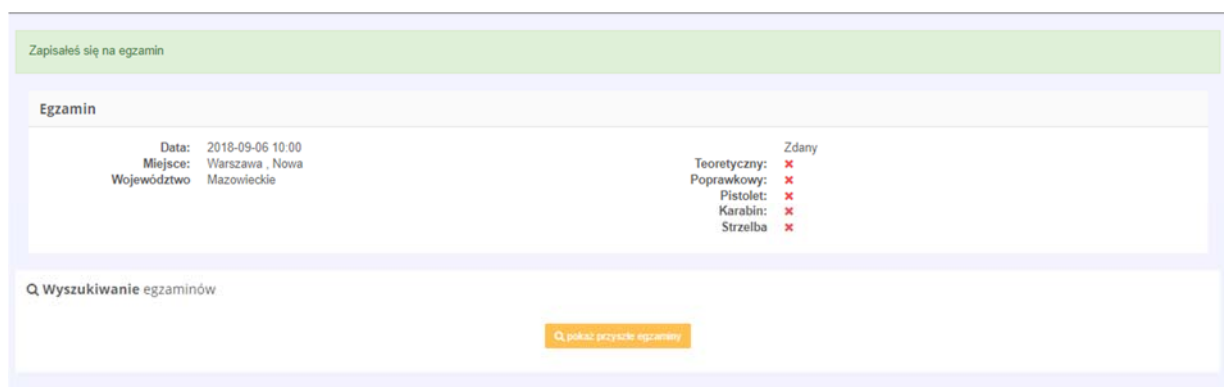 Zapisałeś się na egzamin
Egzamin
Data: 2018-09-06 10:00
Miejsce: Warszawa , Nowa
Województwo Mazowieckie
Zdany
Teoretyczny:
Poprawkowy:
Pistolet:
Karabin:
Strzelba
Wyszukiwanie egzaminów
pokaż przyszłe egzaminy